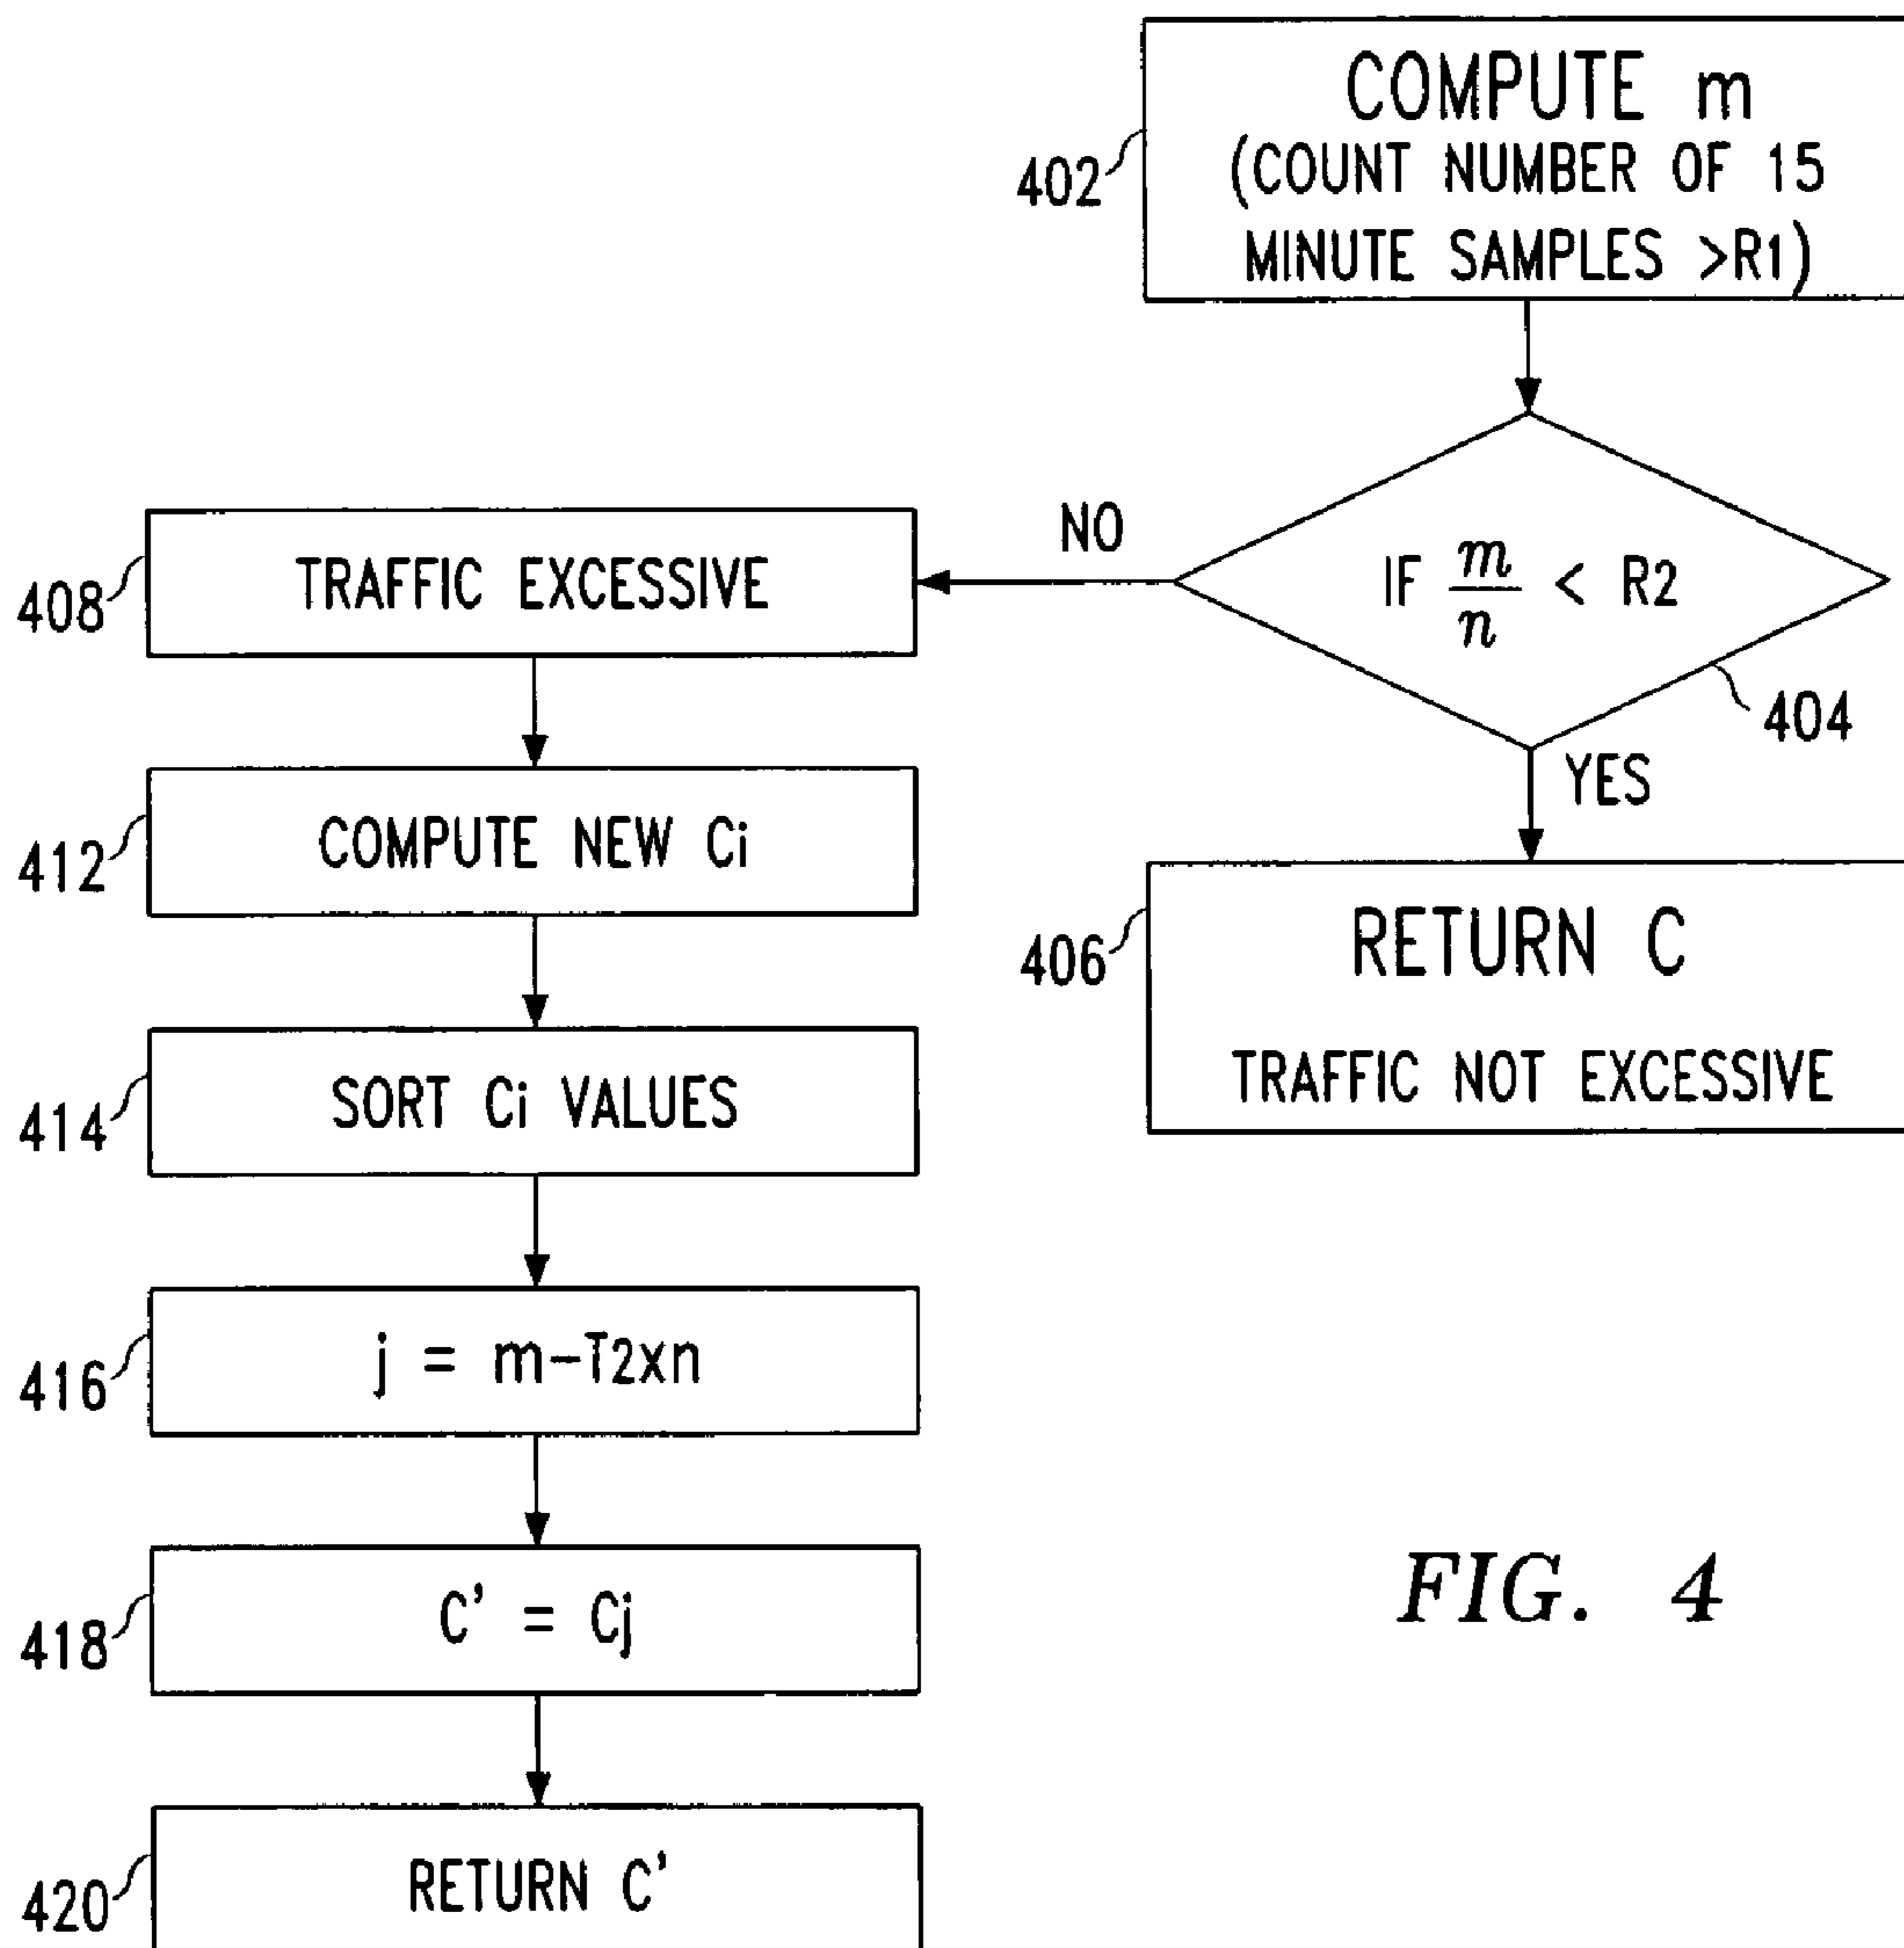 COMPUTE m
(COUNT NUMBER OF 15
MINUTE SAMPLES >R1)
402
IF m/n < R2
404
NO
YES
RETURN C
TRAFFIC NOT EXCESSIVE
406
TRAFFIC EXCESSIVE
408
COMPUTE NEW Ci
412
SORT Ci VALUES
414
j = m-T2xn
416
C' = Cj
418
RETURN C'
420
FIG. 4